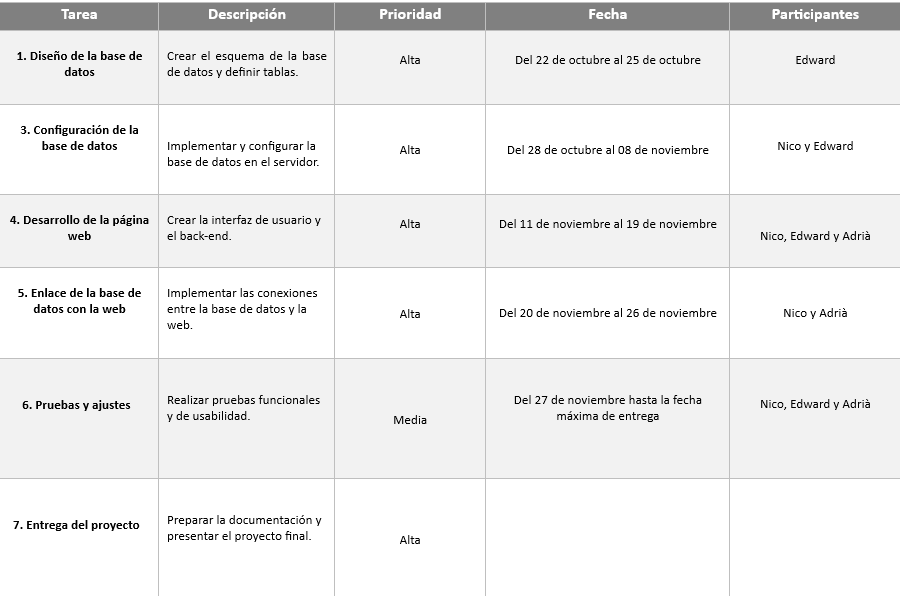 Tarea Descripción Prioridad Fecha Participantes
1. Diseño de la base de
datos
Crear el esquema de la base
de datos y definir tablas.
Alta
Del 22 de octubre al 25 de octubre
Edward
3. Configuración de la
base de datos
Implementar y configurar la
base de datos en el servidor.
Alta
Del 28 de octubre al 08 de noviembre
Nico y Edward
4. Desarrollo de la página
web
Crear la interfaz de usuario y
el back-end.
Alta
Del 11 de noviembre al 19 de noviembre
Nico, Edward y Adrià
5. Enlace de la base de
datos con la web
Implementar las conexiones
entre la base de datos y la
web.
Alta
Del 20 de noviembre al 26 de noviembre
Nico y Adrià
6. Pruebas y ajustes
Realizar pruebas funcionales
y de usabilidad.
Media
Del 27 de noviembre hasta la fecha
máxima de entrega
Nico, Edward y Adrià
7. Entrega del proyecto
Preparar la documentación y
presentar el proyecto final.
Alta